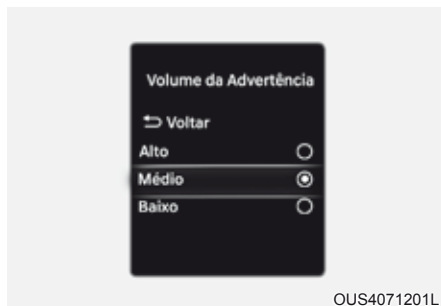 Volume da Advertência
Voltar
Alto
Médio
Baixo
OUS4071201L